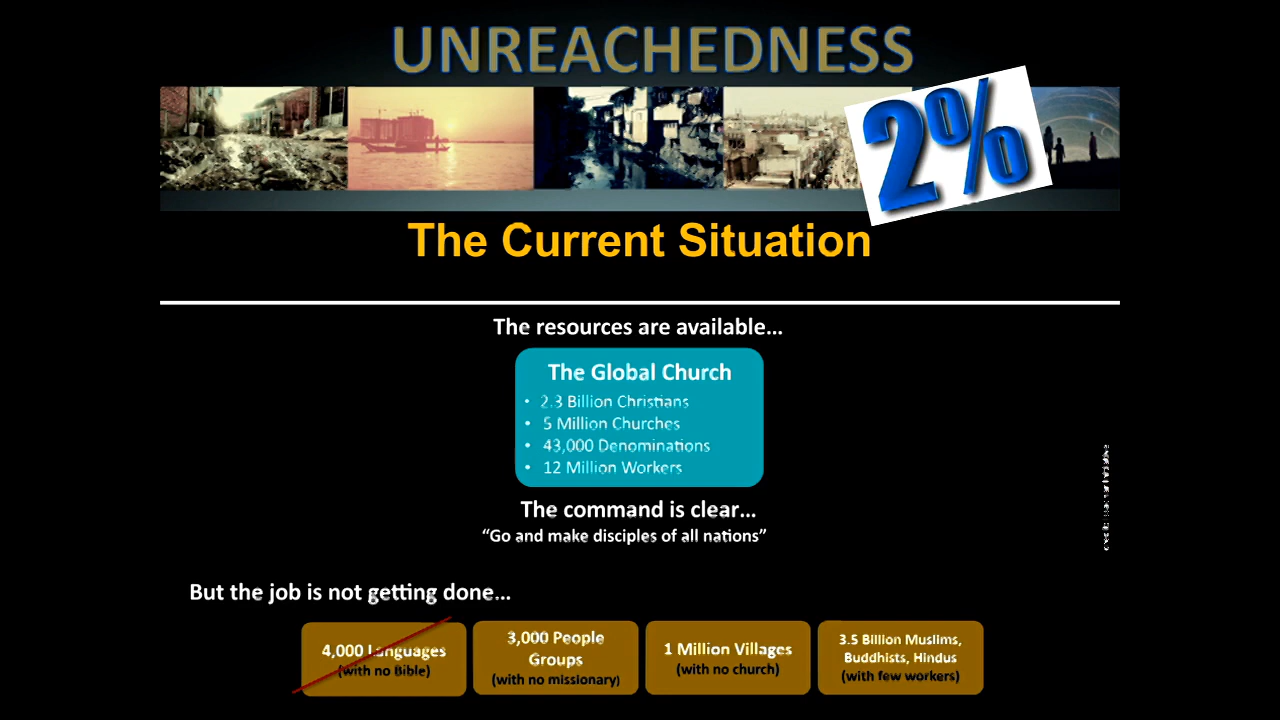 UNREACHEDNESS
2%
The Current Situation
The resources are available...
The Global Church
• 2.3 Billion Christians
• 5 Million Churches
• 43,000 Denominations
• 12 Million Workers
The command is clear...
“Go and make disciples of all nations”
But the job is not getting done...
4,000 Languages
(with no Bible)
3,000 People
Groups
(with no missionary)
1 Million Villages
(with no church)
3.5 Billion Muslims,
Buddhists, Hindus
(with few workers)